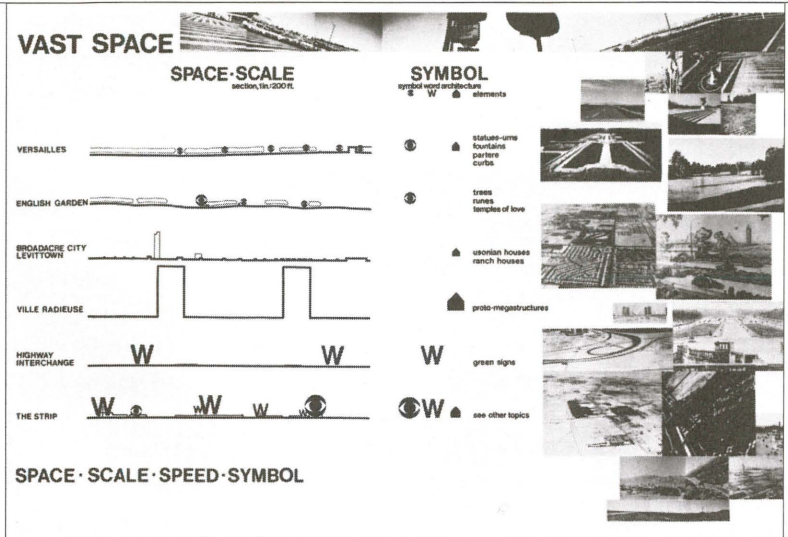 VAST SPACE
SPACE·SCALE
section, 1in.:200 ft.
SYMBOL
symbol word architecture
W elements
VERSAILLES
statues-urns
fountains
partere
curbs
ENGLISH GARDEN
trees
runes
temples of love
BROADACRE CITY
LEVITTOWN
usonian houses
ranch houses
VILLE RADIEUSE
proto-megastructures
HIGHWAY
INTERCHANGE
W W W green signs
THE STRIP
W W W W W W see other topics
SPACE·SCALE·SPEED·SYMBOL